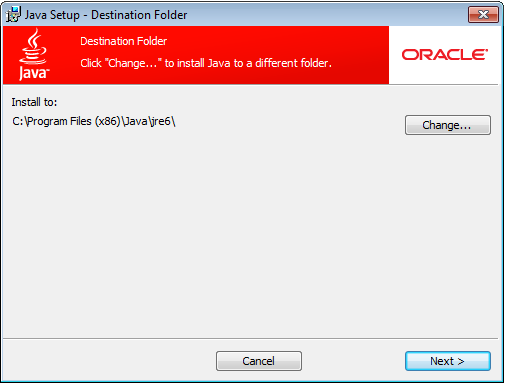 Java Setup - Destination Folder
Java™
Destination Folder
Click "Change..." to install Java to a different folder.
ORACLE®
Install to:
C:\Program Files (x86)\Java\jre6\
Change...
Cancel
Next >